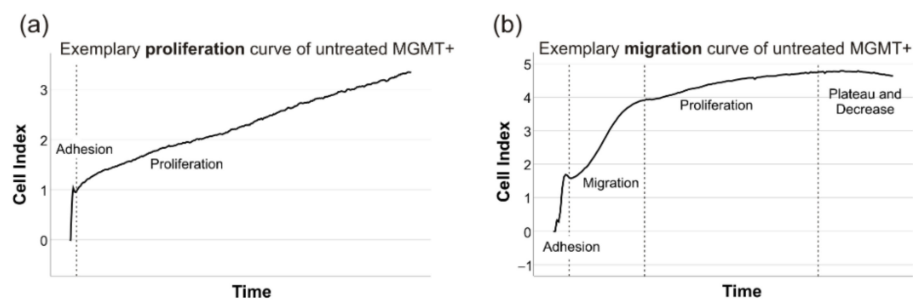 (a)
Exemplary proliferation curve of untreated MGMT+
Cell Index
3
2
1
0
Adhesion
Proliferation
Time
(b)
Exemplary migration curve of untreated MGMT+
Cell Index
5
4
3
2
1
0
−1
Adhesion
Migration
Proliferation
Plateau and
Decrease
Time